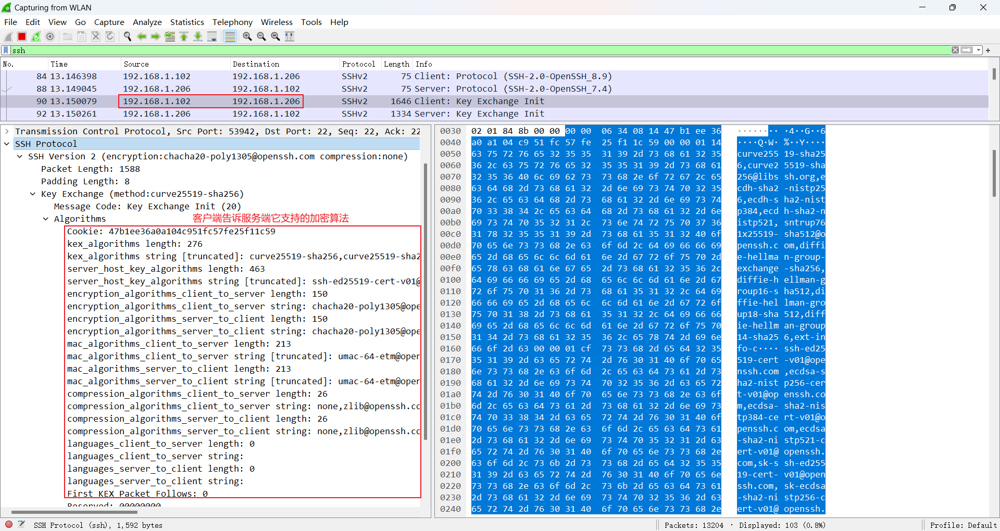 Capturing from WLAN
File Edit View Go Capture Analyze Statistics Telephony Wireless Tools Help
ssh
No. Time Source Destination Protocol Length Info
84 13.146398 192.168.1.102 192.168.1.206 SSHv2 75 Client: Protocol (SSH-2.0-OpenSSH_8.9)
88 13.149045 192.168.1.206 192.168.1.102 SSHv2 75 Server: Protocol (SSH-2.0-OpenSSH_7.4)
90 13.150079 192.168.1.102 192.168.1.206 SSHv2 1646 Client: Key Exchange Init
92 13.150261 192.168.1.206 192.168.1.102 SSHv2 1334 Server: Key Exchange Init
Transmission Control Protocol, Src Port: 53942, Dst Port: 22, Seq: 22, Ack: 22
SSH Protocol
SSH Version 2 (encryption:chacha20-poly1305@openssh.com compression:none)
Packet Length: 1588
Padding Length: 8
Key Exchange (method:curve25519-sha256)
Message Code: Key Exchange Init (20)
Algorithms
客户端告诉服务端它支持的加密算法
Cookie: 47b1ee36a0a104c951fc57fe25f11c59
kex_algorithms length: 276
kex_algorithms string [truncated]: curve25519-sha256,curve25519-sha2
server_host_key_algorithms length: 463
server_host_key_algorithms string [truncated]: ssh-ed25519-cert-v01@
encryption_algorithms_client_to_server length: 150
encryption_algorithms_client_to_server string: chacha20-poly1305@ope
encryption_algorithms_server_to_client length: 150
encryption_algorithms_server_to_client string: chacha20-poly1305@ope
mac_algorithms_client_to_server length: 213
mac_algorithms_client_to_server string [truncated]: umac-64-etm@oper
mac_algorithms_server_to_client length: 213
mac_algorithms_server_to_client string [truncated]: umac-64-etm@oper
compression_algorithms_client_to_server length: 26
compression_algorithms_client_to_server string: none,zlib@openssh.cc
compression_algorithms_server_to_client length: 26
compression_algorithms_server_to_client string: none,zlib@openssh.cc
languages_client_to_server length: 0
languages_client_to_server string:
languages_server_to_client length: 0
languages_server_to_client string:
First KEX Packet Follows: 0
Reserved: 00000000
0030 02 01 84 8b 00 00 00 00 06 34 08 14 47 b1 ee 36 ········ ·4··G··6
0040 a0 a1 04 c9 51 fc 57 fe 25 f1 1c 59 00 00 01 14 ····Q·W· %··Y····
0050 63 75 72 76 65 32 35 35 31 39 2d 73 68 61 32 35 curve255 19-sha25
0060 36 2c 63 75 72 76 65 32 35 35 31 39 2d 73 68 61 6,curve2 5519-sha
0070 32 35 36 40 6c 69 62 73 73 68 2e 6f 72 67 2c 65 256@libs sh.org,e
0080 63 64 68 2d 73 68 61 32 2d 6e 69 73 74 70 32 35 cdh-sha2 -nistp25
0090 36 2c 65 63 64 68 2d 73 68 61 32 2d 6e 69 73 74 6,ecdh-s ha2-nist
00a0 70 33 38 34 2c 65 63 64 68 2d 73 68 61 32 2d 6e p384,ecd h-sha2-n
00b0 69 73 74 70 35 32 31 2c 73 6e 74 72 75 70 37 36 istp521, sntrup76
00c0 31 78 32 35 35 31 39 2d 73 68 61 35 31 32 40 6f 1x25519- sha512@o
00d0 70 65 6e 73 73 68 2e 63 6f 6d 2c 64 69 66 66 69 penssh.c om,diffi
00e0 65 2d 68 65 6c 6c 6d 61 6e 2d 67 72 6f 75 70 2d e-hellma n-group-
00f0 65 78 63 68 61 6e 67 65 2d 73 68 61 32 35 36 2c exchange -sha256,
0100 64 69 66 66 69 65 2d 68 65 6c 6c 6d 61 6e 2d 67 diffie-h ellman-g
0110 72 6f 75 70 31 36 2d 73 68 61 35 31 32 2c 64 69 roup16-s ha512,di
0120 66 66 69 65 2d 68 65 6c 6c 6d 61 6e 2d 67 72 6f ffie-hel lman-gro
0130 75 70 31 38 2d 73 68 61 35 31 32 2c 64 69 66 66 up18-sha 512,diff
0140 69 65 2d 68 65 6c 6c 6d 61 6e 2d 67 72 6f 75 70 ie-hellm an-group
0150 31 34 2d 73 68 61 32 35 36 2c 65 78 74 2d 69 6e 14-sha25 6,ext-in
0160 66 6f 2d 63 00 00 01 cf 73 73 68 2d 65 64 32 35 fo-c···· ssh-ed25
0170 35 31 39 2d 63 65 72 74 2d 76 30 31 40 6f 70 65 519-cert -v01@ope
0180 6e 73 73 68 2e 63 6f 6d 2c 65 63 64 73 61 2d 73 nssh.com ,ecdsa-s
0190 68 61 32 2d 6e 69 73 74 70 32 35 36 2d 63 65 72 ha2-nist p256-cer
01a0 74 2d 76 30 31 40 6f 70 65 6e 73 73 68 2e 63 6f t-v01@op enssh.co
01b0 6d 2c 65 63 64 73 61 2d 73 68 61 32 2d 6e 69 73 m,ecdsa- sha2-nis
01c0 74 70 33 38 34 2d 63 65 72 74 2d 76 30 31 40 6f tp384-ce rt-v01@o
01d0 70 65 6e 73 73 68 2e 63 6f 6d 2c 65 63 64 73 61 penssh.c om,ecdsa
01e0 2d 73 68 61 32 2d 6e 69 73 74 70 35 32 31 2d 63 -sha2-ni stp521-c
01f0 65 72 74 2d 76 30 31 40 6f 70 65 6e 73 73 68 2e ert-v01@ openssh.
0200 63 6f 6d 2c 73 6b 2d 73 73 68 2d 65 64 32 35 35 com,sk-s sh-ed255
0210 31 39 2d 63 65 72 74 2d 76 30 31 40 6f 70 65 6e 19-cert- v01@open
0220 73 73 68 2e 63 6f 6d 2c 73 6b 2d 65 63 64 73 61 ssh.com, sk-ecdsa
0230 2d 73 68 61 32 2d 6e 69 73 74 70 32 35 36 2d 63 -sha2-ni stp256-c
0240 65 72 74 2d 76 30 31 40 6f 70 65 6e 73 73 68 2e ert-v01@ openssh.
SSH Protocol (ssh), 1,592 bytes
Packets: 13204 · Displayed: 103 (0.8%)
Profile: Default